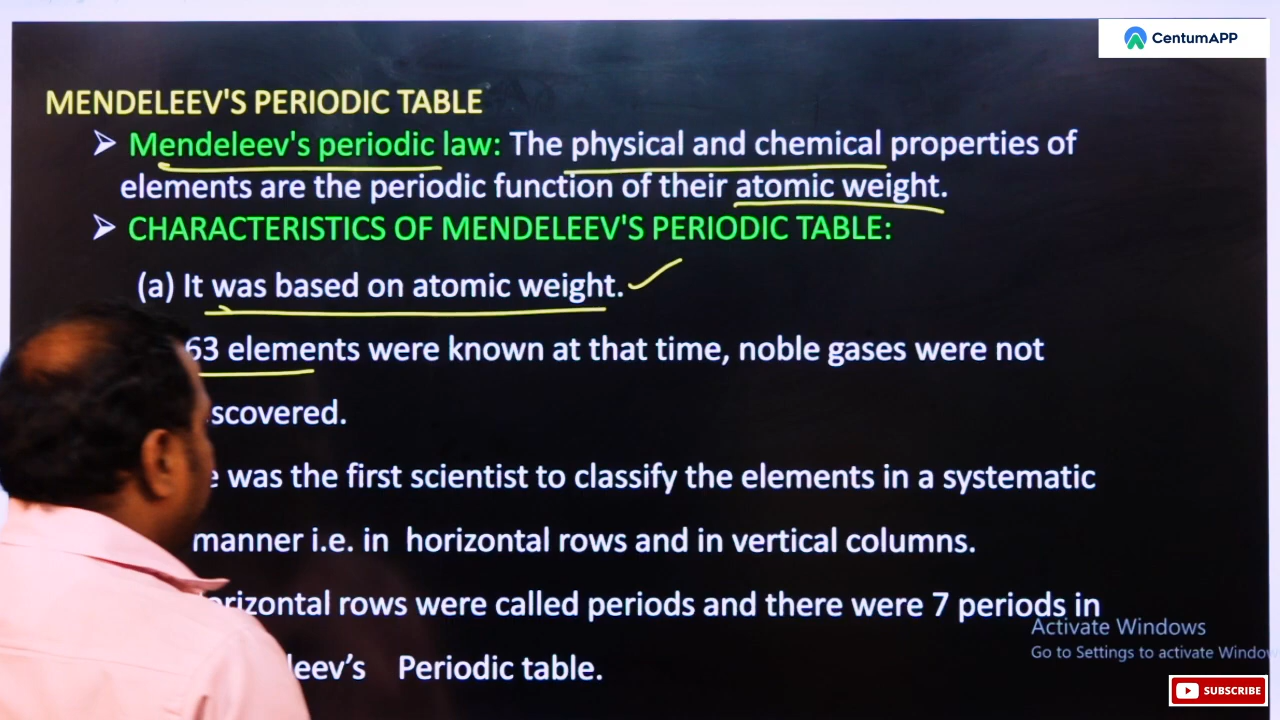 CentumAPP
MENDELEEV'S PERIODIC TABLE
➢ Mendeleev's periodic law: The physical and chemical properties of
elements are the periodic function of their atomic weight.
➢ CHARACTERISTICS OF MENDELEEV'S PERIODIC TABLE:
(a) It was based on atomic weight.
63 elements were known at that time, noble gases were not
scovered.
was the first scientist to classify the elements in a systematic
manner i.e. in horizontal rows and in vertical columns.
orizontal rows were called periods and there were 7 periods in
leev’s Periodic table.
Activate Windows
Go to Settings to activate Window
SUBSCRIBE